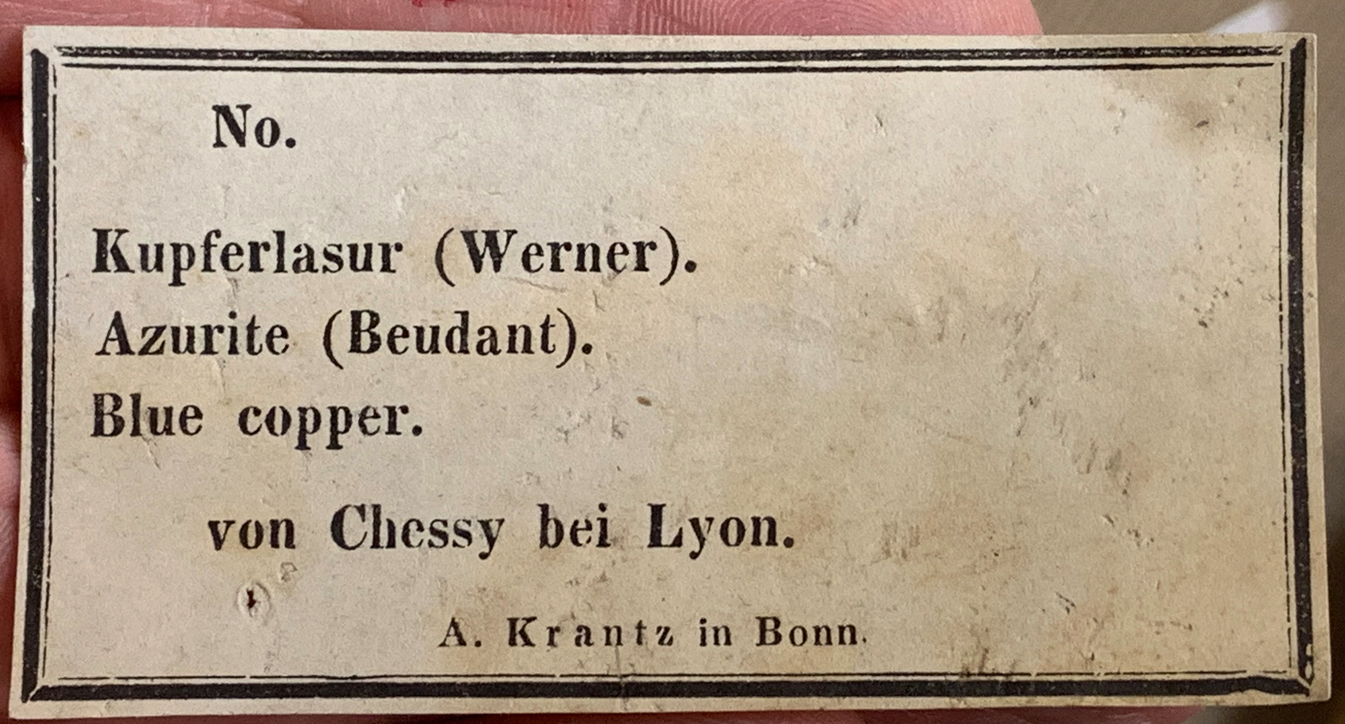 No.
Kupferlasur (Werner).
Azurite (Beudant).
Blue copper.
von Chessy bei Lyon.
A. Krantz in Bonn.